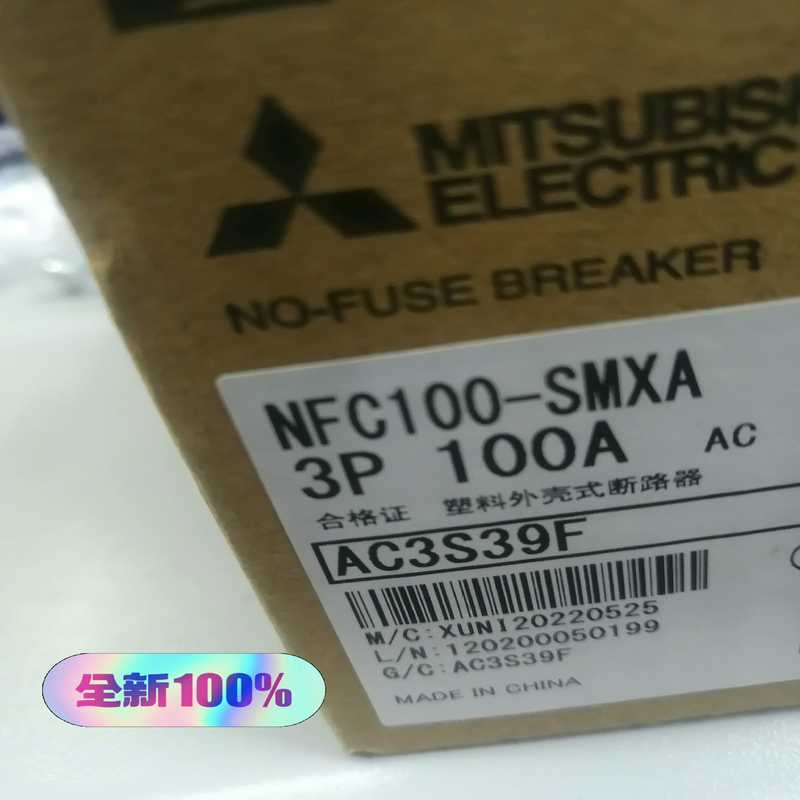 MITSUBIS
ELECTRIC
NO-FUSE BREAKER
NFC100-SMXA
3P 100A AC
合格证 塑料外壳式断路器
AC3S39F
M/C:XUNI20220525
L/N:120200050199
G/C:AC3S39F
MADE IN CHINA
全新100%